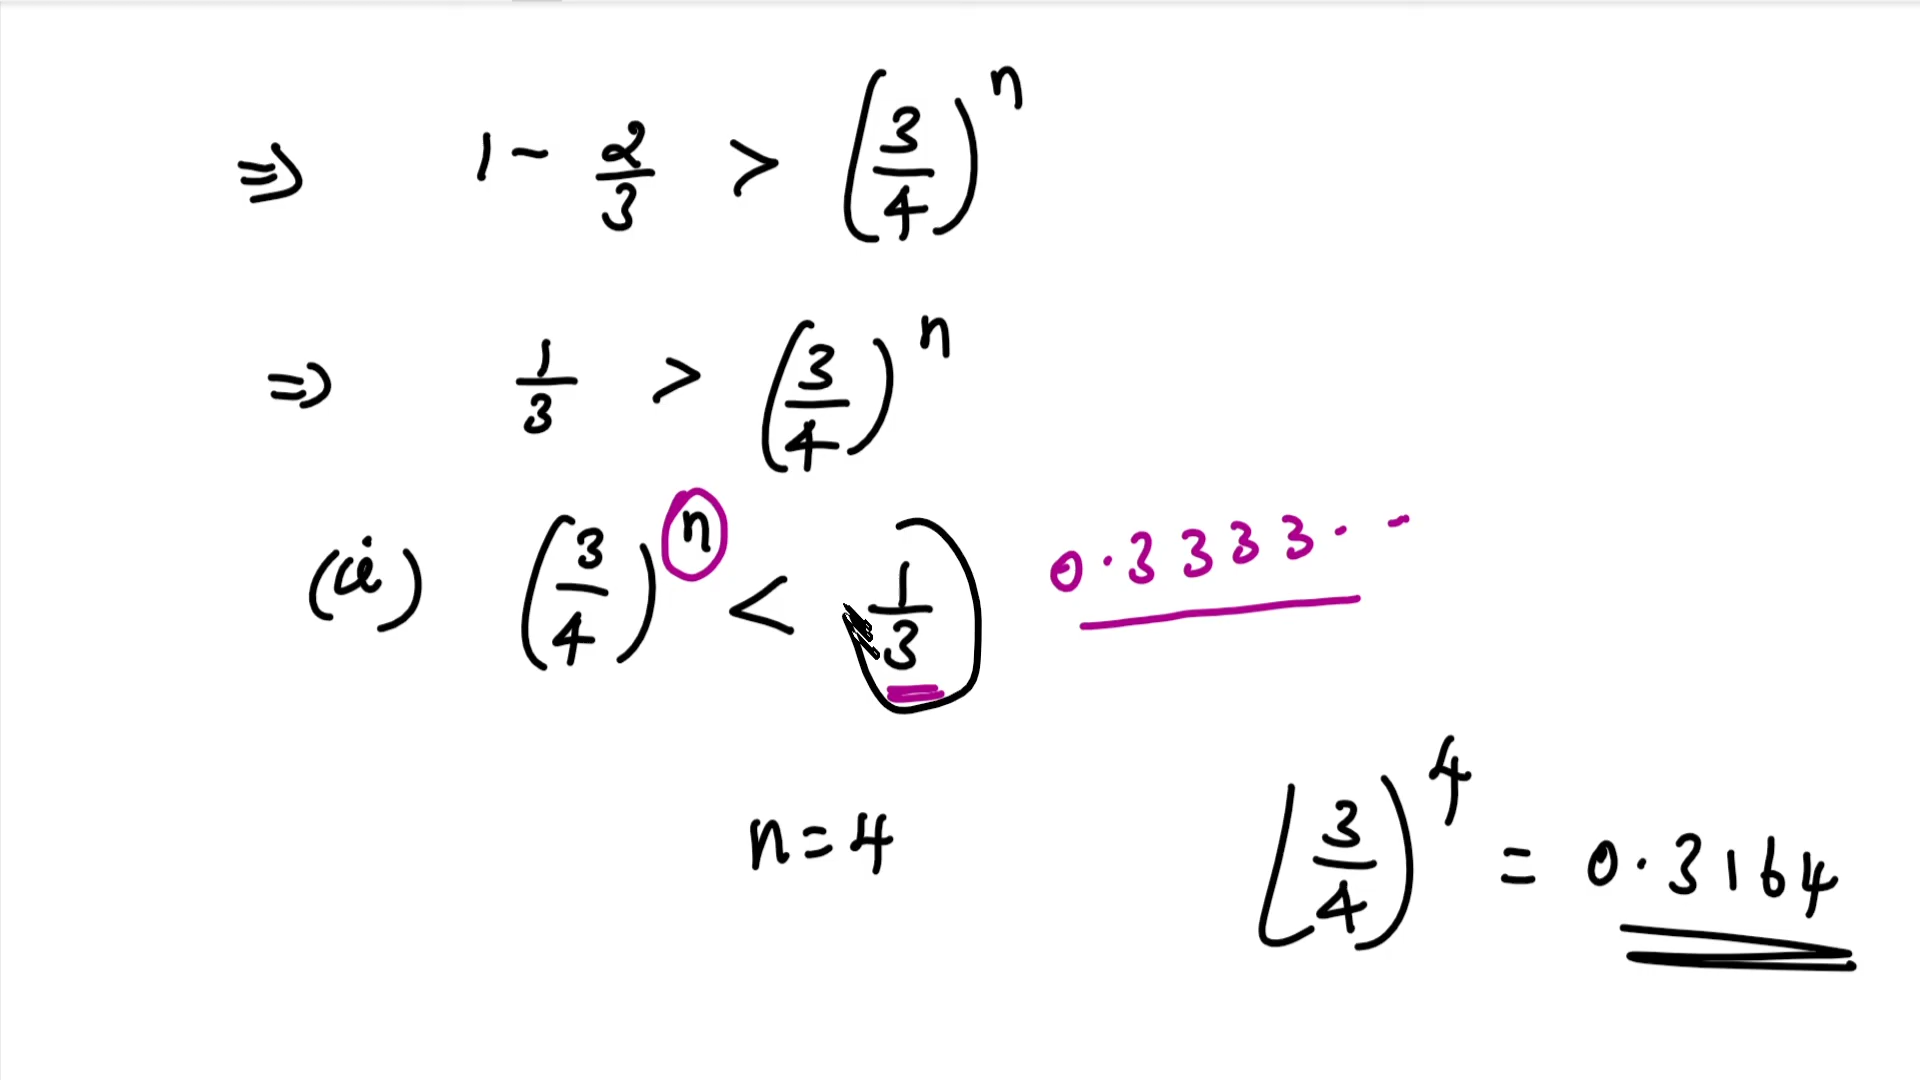 ⇒ 1 - 2/3 > (3/4)^n
⇒ 1/3 > (3/4)^n
(ie) (3/4)^n < 1/3 0.3333...
n=4 (3/4)^4 = 0.3164